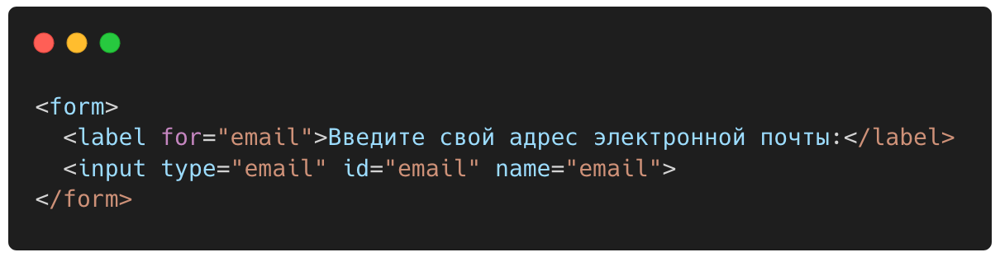 <form>
  <label for="email">Введите свой адрес электронной почты:</label>
  <input type="email" id="email" name="email">
</form>